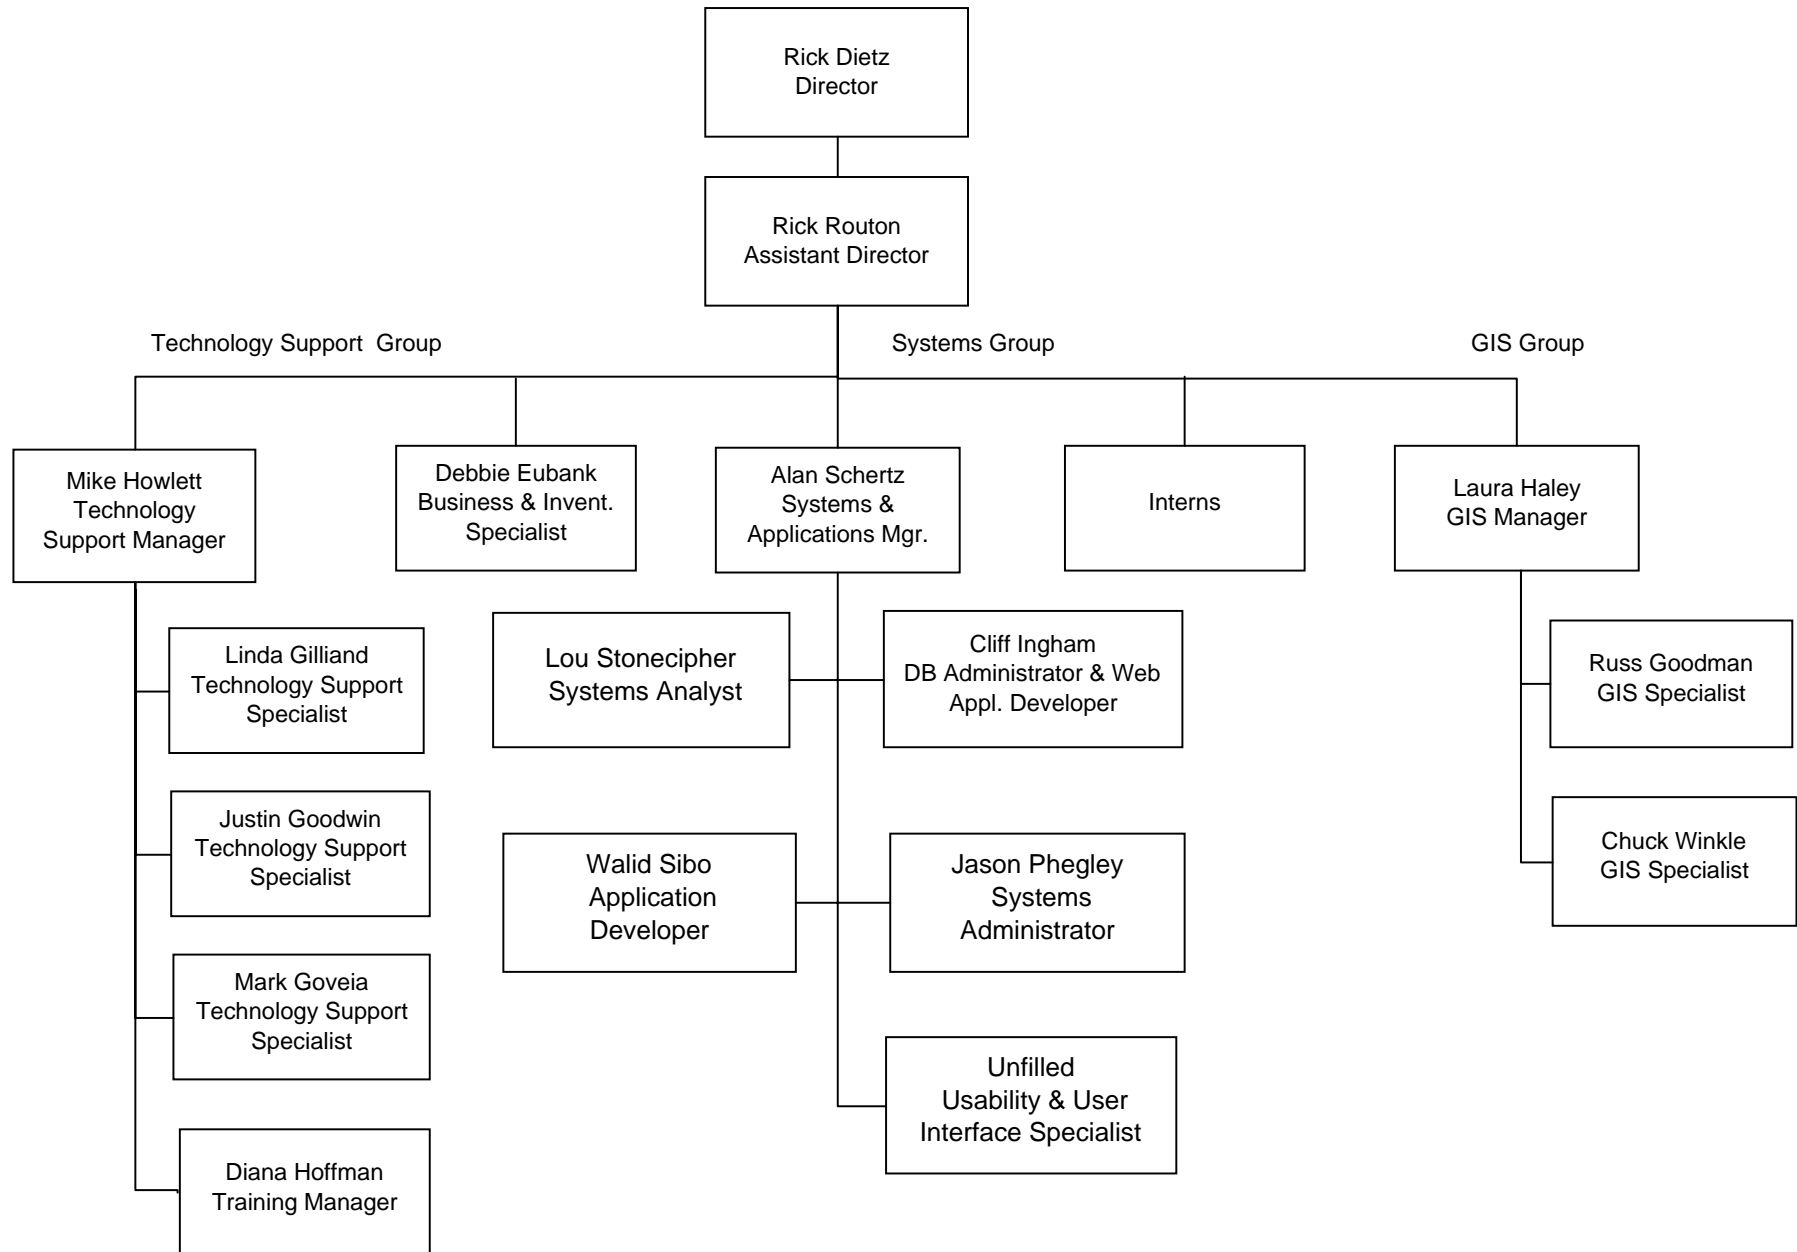 Rick Dietz
Director
Rick Routon
Assistant Director
Technology Support  Group
Systems Group
GIS Group
Mike Howlett
Technology
Support Manager
Debbie Eubank
Business & Invent.
Specialist
Alan Schertz
Systems &
Applications Mgr.
Interns
Laura Haley
GIS Manager
Linda Gilliand
Technology Support
Specialist
Justin Goodwin
Technology Support
Specialist
Mark Goveia
Technology Support
Specialist
Diana Hoffman
Training Manager
Lou Stonecipher
Systems Analyst
Cliff Ingham
DB Administrator & Web
Appl. Developer
Walid Sibo
Application
Developer
Jason Phegley
Systems
Administrator
Unfilled
Usability & User
Interface Specialist
Russ Goodman
GIS Specialist
Chuck Winkle
GIS Specialist